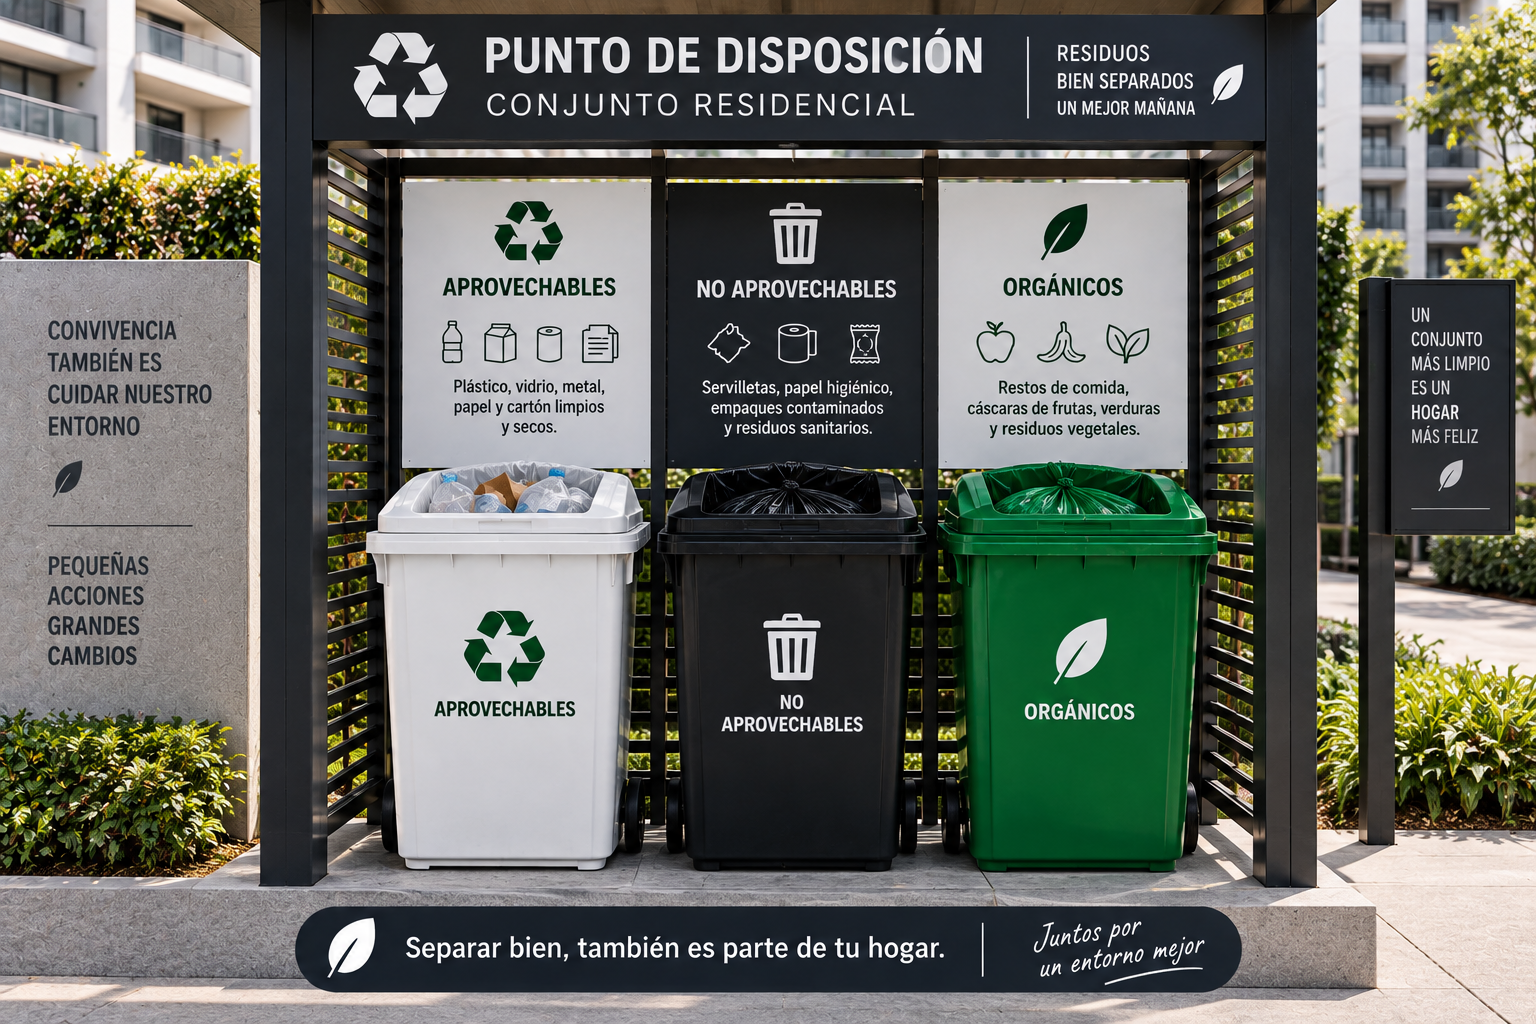 PUNTO DE DISPOSICIÓN
CONJUNTO RESIDENCIAL
RESIDUOS
BIEN SEPARADOS
UN MEJOR MAÑANA
CONVIVENCIA
TAMBIÉN ES
CUIDAR NUESTRO
ENTORNO
PEQUEÑAS
ACCIONES
GRANDES
CAMBIOS
APROVECHABLES
Plástico, vidrio, metal,
papel y cartón limpios
y secos.
NO APROVECHABLES
Servilletas, papel higiénico,
empaques contaminados
y residuos sanitarios.
ORGÁNICOS
Restos de comida,
cáscaras de frutas, verduras
y residuos vegetales.
UN
CONJUNTO
MÁS LIMPIO
ES UN
HOGAR
MÁS FELIZ
APROVECHABLES
NO
APROVECHABLES
ORGÁNICOS
Separar bien, también es parte de tu hogar.
Juntos por
un entorno mejor